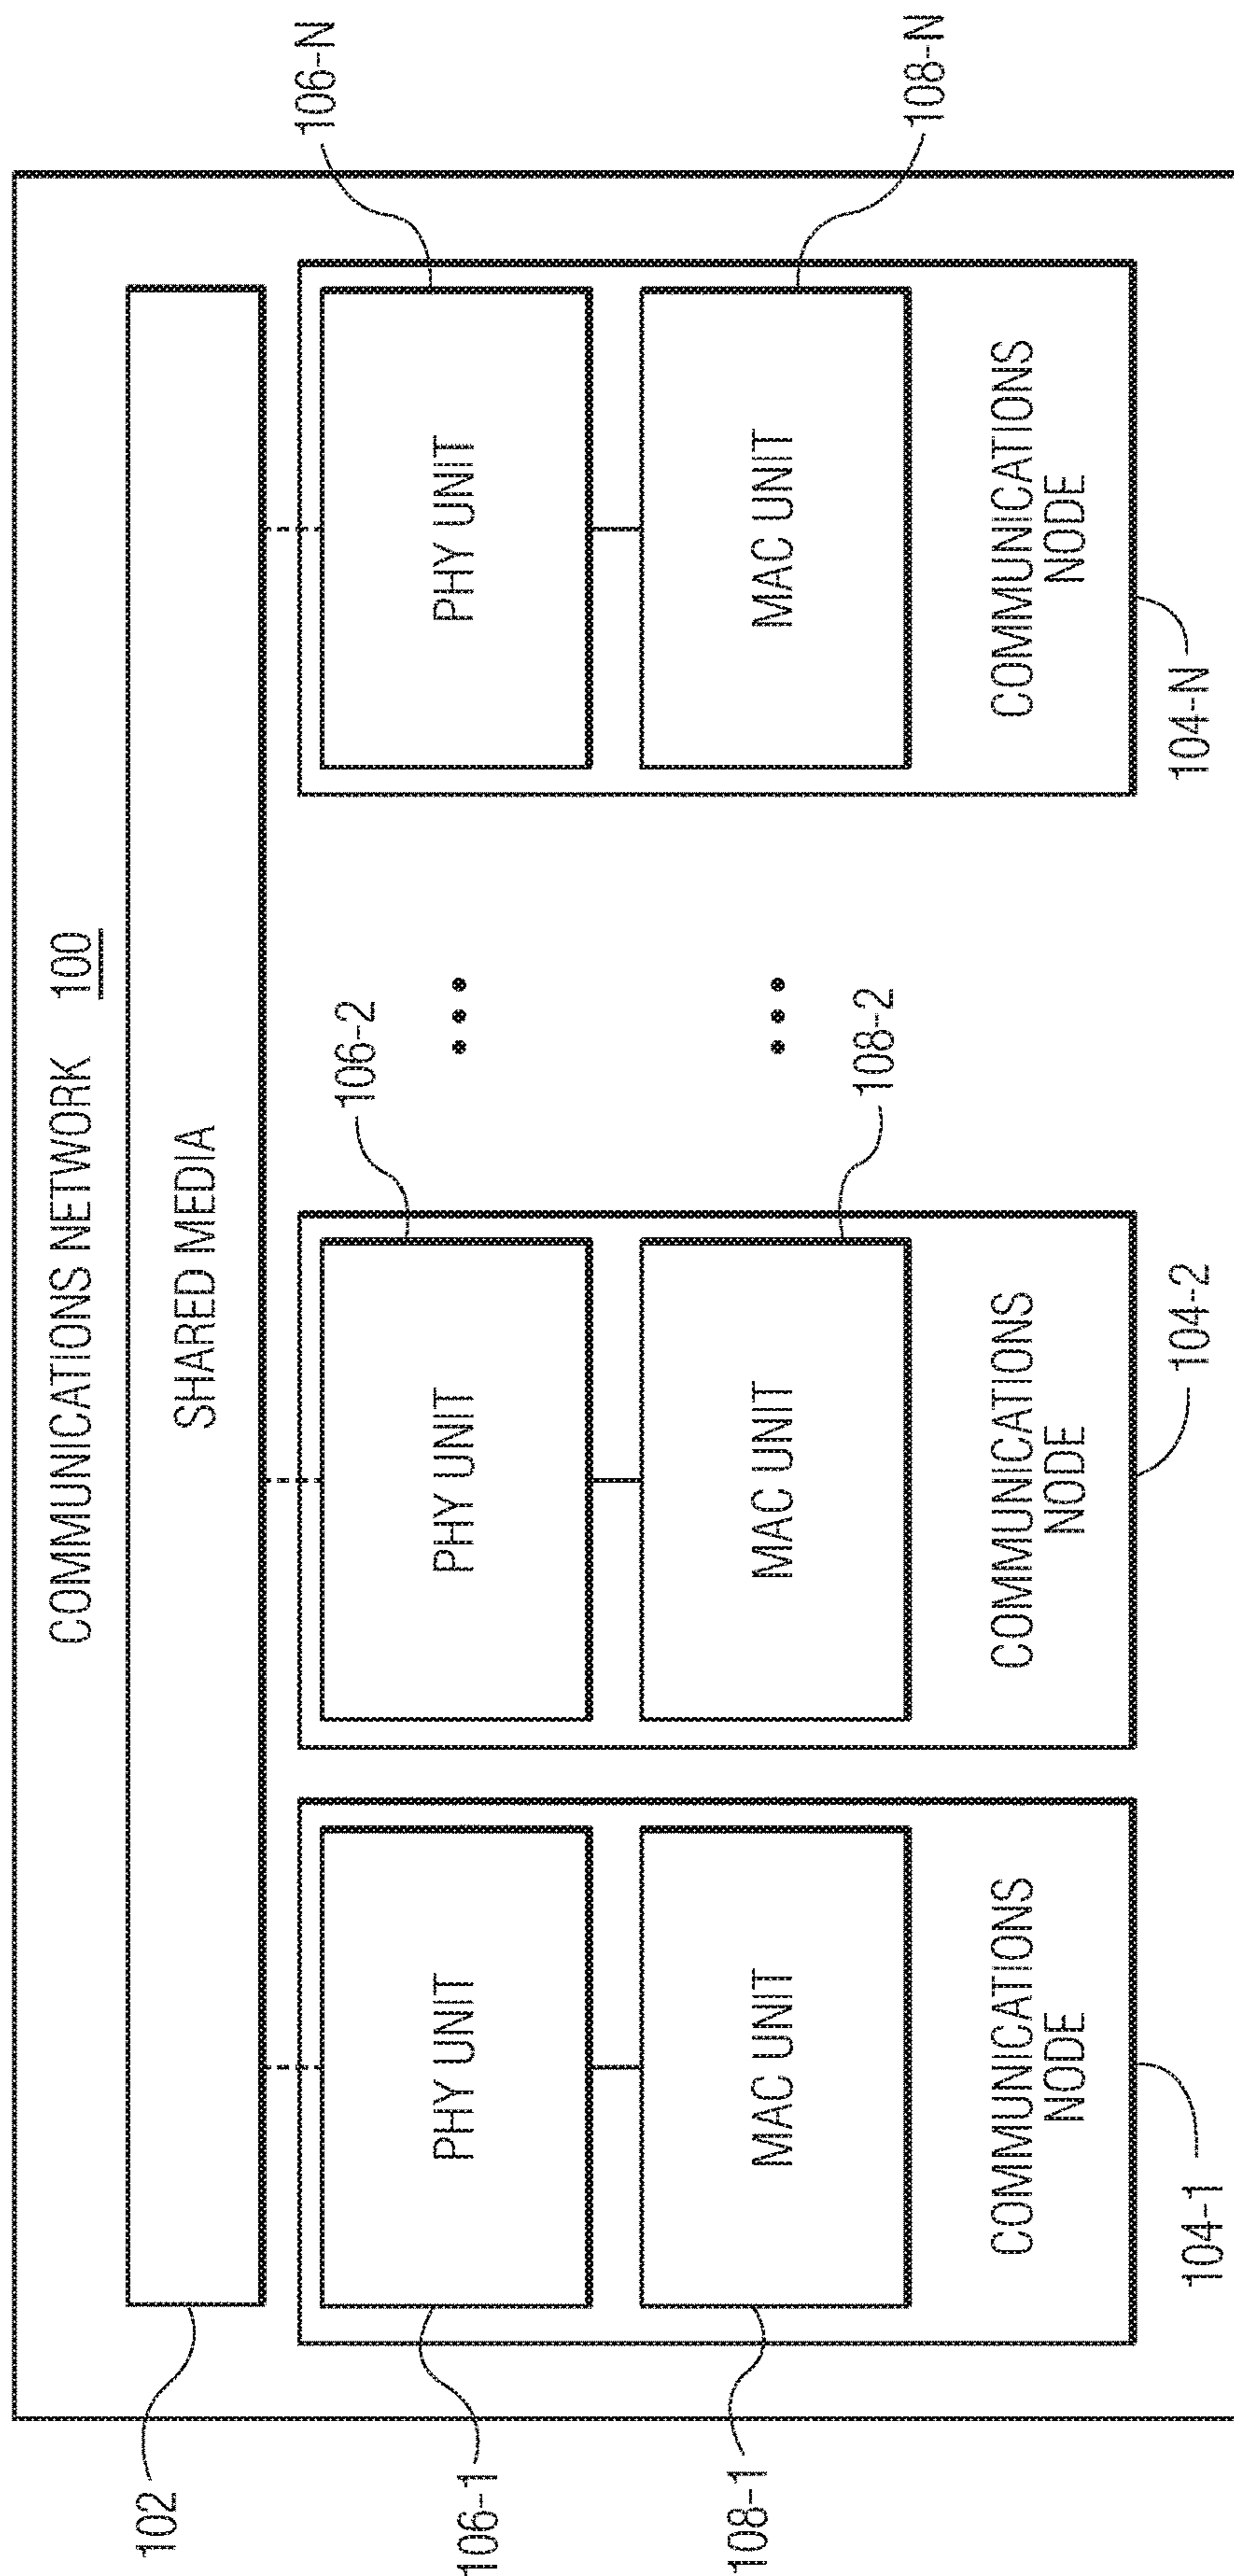 COMMUNICATIONS NETWORK 100
102
SHARED MEDIA
106-1
PHY UNIT
106-2
PHY UNIT
•••
106-N
PHY UNIT
108-1
MAC UNIT
108-2
MAC UNIT
•••
108-N
MAC UNIT
COMMUNICATIONS
NODE
COMMUNICATIONS
NODE
COMMUNICATIONS
NODE
104-1
104-2
104-N